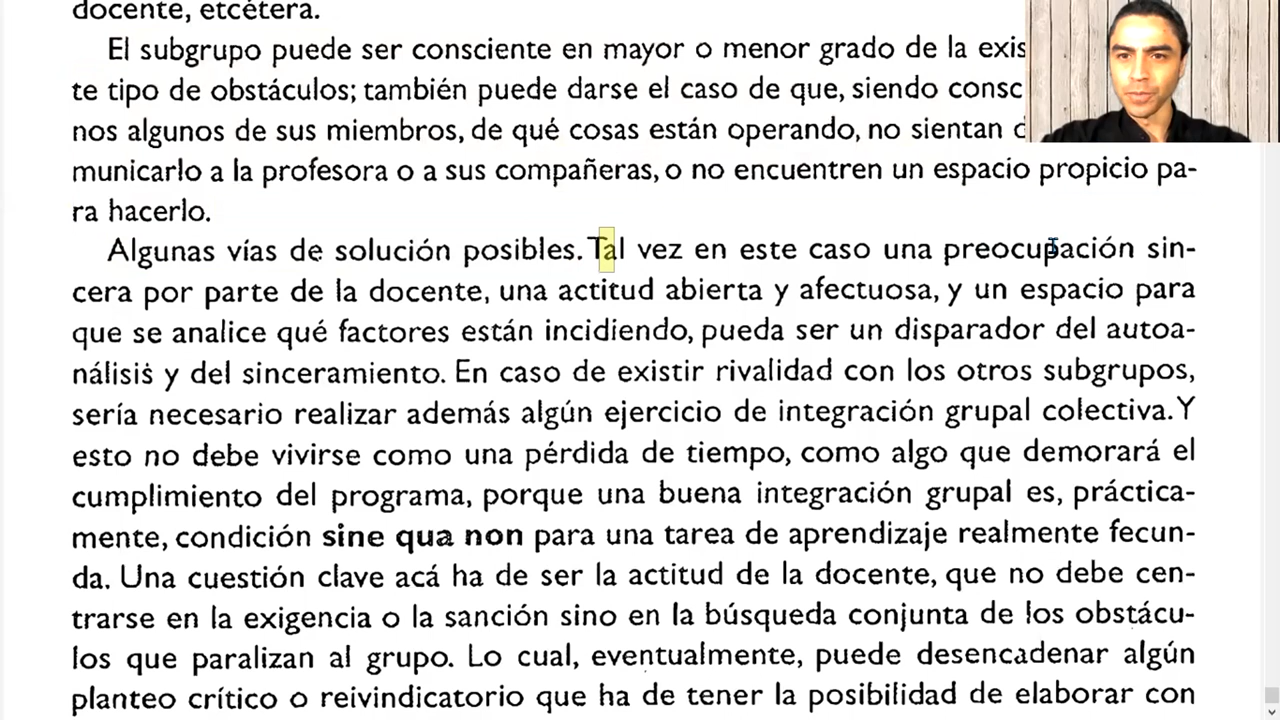 docente, etcétera.
El subgrupo puede ser consciente en mayor o menor grado de la
te tipo de obstáculos; también puede darse el caso de que, siendo
nos algunos de sus miembros, de qué cosas están operando, no sientan
municarlo a la profesora o a sus compañeras, o no encuentren un espacio propicio pa-
ra hacerlo.
Algunas vías de solución posibles. Tal vez en este caso una preocupación sin-
cera por parte de la docente, una actitud abierta y afectuosa, y un espacio para
que se analice qué factores están incidiendo, pueda ser un disparador del autoa-
nálisis y del sinceramiento. En caso de existir rivalidad con los otros subgrupos,
sería necesario realizar además algún ejercicio de integración grupal colectiva. Y
esto no debe vivirse como una pérdida de tiempo, como algo que demorará el
cumplimiento del programa, porque una buena integración grupal es, práctica-
mente, condición sine qua non para una tarea de aprendizaje realmente fecun-
da. Una cuestión clave acá ha de ser la actitud de la docente, que no debe cen-
trarse en la exigencia o la sanción sino en la búsqueda conjunta de los obstácu-
los que paralizan al grupo. Lo cual, eventualmente, puede desencadenar algún
planteo crítico o reivindicatorio que ha de tener la posibilidad de elaborar con